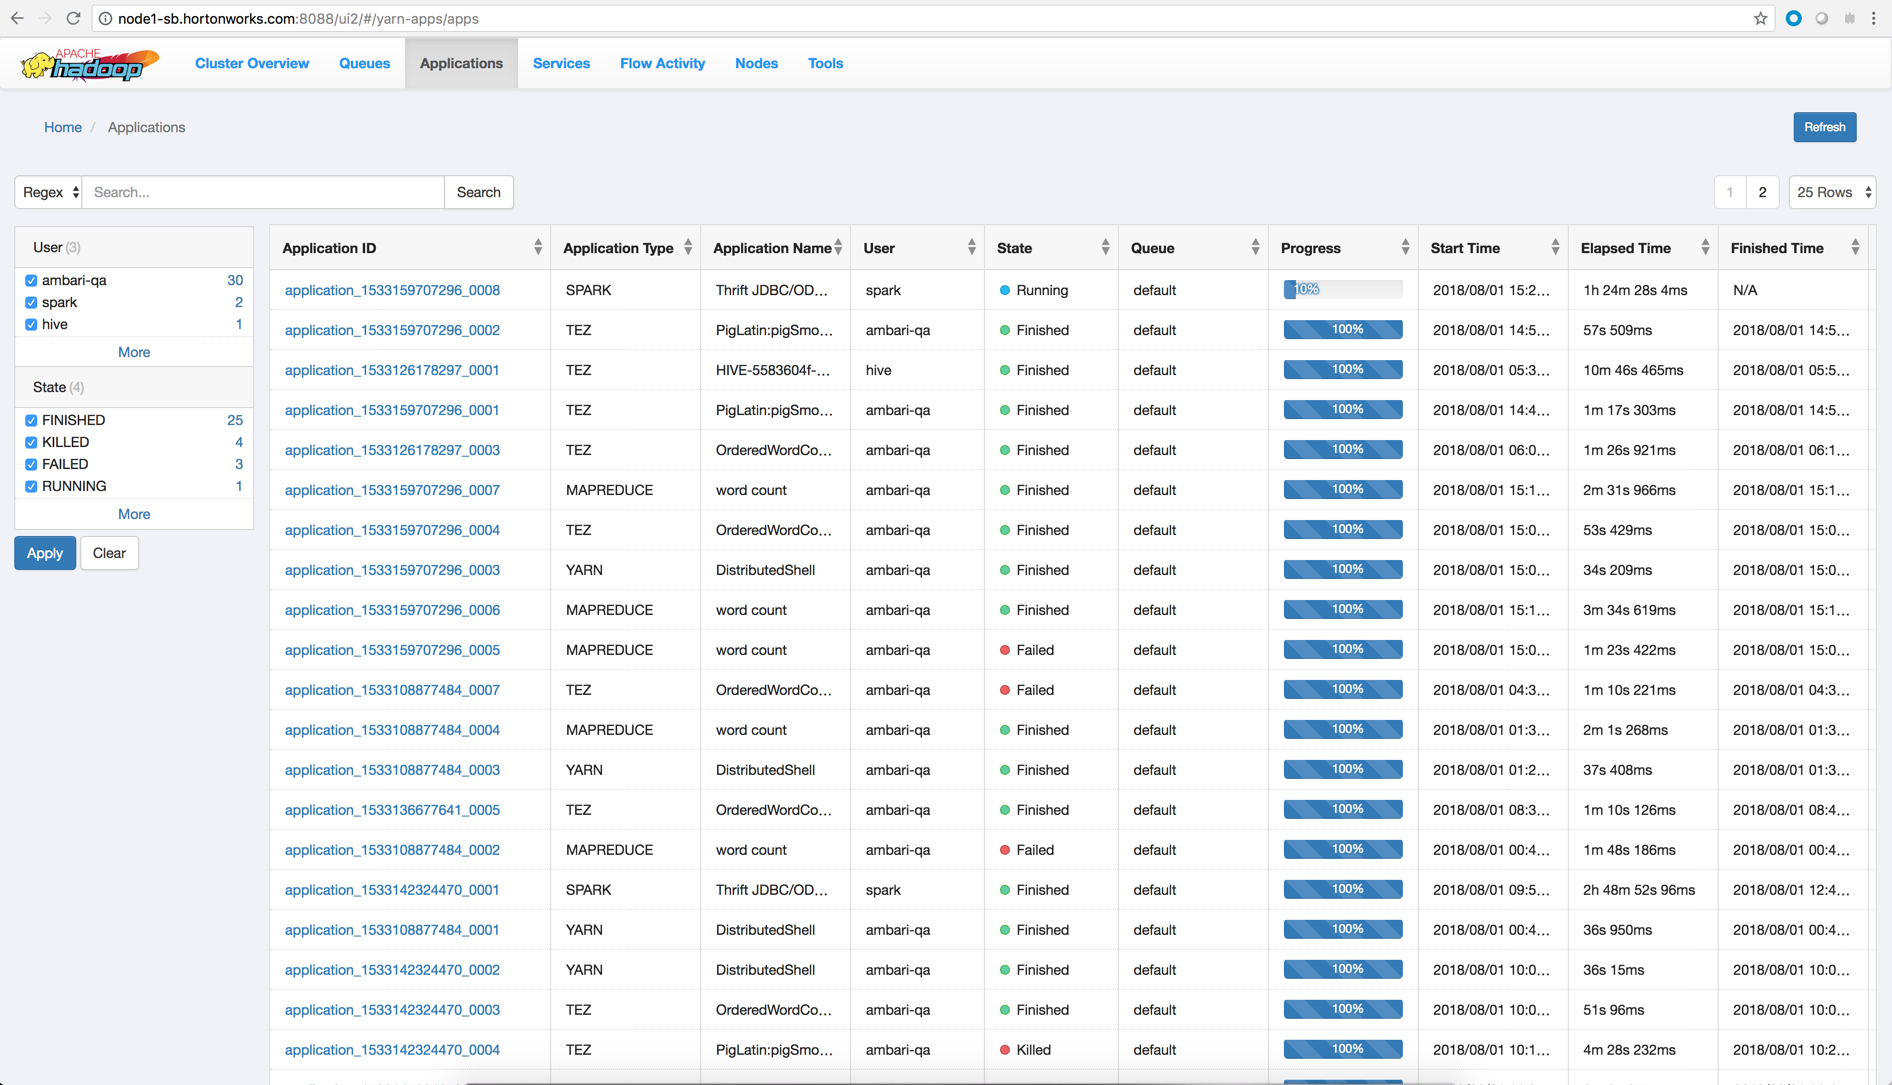 node1-sb.hortonworks.com:8088/ui2/#/yarn-apps/apps
APACHE
hadoop
Cluster Overview Queues Applications Services Flow Activity Nodes Tools
Home / Applications
Refresh
Regex Search... Search
1 2 25 Rows
User (3)
ambari-qa 30
spark 2
hive 1
More
State (4)
FINISHED 25
KILLED 4
FAILED 3
RUNNING 1
More
Apply Clear
Application ID Application Type Application Name User State Queue Progress Start Time Elapsed Time Finished Time
application_1533159707296_0008 SPARK Thrift JDBC/OD... spark Running default 10% 2018/08/01 15:2... 1h 24m 28s 4ms N/A
application_1533159707296_0002 TEZ PigLatin:pigSmo... ambari-qa Finished default 100% 2018/08/01 14:5... 57s 509ms 2018/08/01 14:5...
application_1533126178297_0001 TEZ HIVE-5583604f-... hive Finished default 100% 2018/08/01 05:3... 10m 46s 465ms 2018/08/01 05:5...
application_1533159707296_0001 TEZ PigLatin:pigSmo... ambari-qa Finished default 100% 2018/08/01 14:4... 1m 17s 303ms 2018/08/01 14:5...
application_1533126178297_0003 TEZ OrderedWordCo... ambari-qa Finished default 100% 2018/08/01 06:0... 1m 26s 921ms 2018/08/01 06:1...
application_1533159707296_0007 MAPREDUCE word count ambari-qa Finished default 100% 2018/08/01 15:1... 2m 31s 966ms 2018/08/01 15:1...
application_1533159707296_0004 TEZ OrderedWordCo... ambari-qa Finished default 100% 2018/08/01 15:0... 53s 429ms 2018/08/01 15:0...
application_1533159707296_0003 YARN DistributedShell ambari-qa Finished default 100% 2018/08/01 15:0... 34s 209ms 2018/08/01 15:0...
application_1533159707296_0006 MAPREDUCE word count ambari-qa Finished default 100% 2018/08/01 15:1... 3m 34s 619ms 2018/08/01 15:1...
application_1533159707296_0005 MAPREDUCE word count ambari-qa Failed default 100% 2018/08/01 15:0... 1m 23s 422ms 2018/08/01 15:0...
application_1533108877484_0007 TEZ OrderedWordCo... ambari-qa Failed default 100% 2018/08/01 04:3... 1m 10s 221ms 2018/08/01 04:3...
application_1533108877484_0004 MAPREDUCE word count ambari-qa Finished default 100% 2018/08/01 01:3... 2m 1s 268ms 2018/08/01 01:3...
application_1533108877484_0003 YARN DistributedShell ambari-qa Finished default 100% 2018/08/01 01:2... 37s 408ms 2018/08/01 01:3...
application_1533136677641_0005 TEZ OrderedWordCo... ambari-qa Finished default 100% 2018/08/01 08:3... 1m 10s 126ms 2018/08/01 08:4...
application_1533108877484_0002 MAPREDUCE word count ambari-qa Failed default 100% 2018/08/01 00:4... 1m 48s 186ms 2018/08/01 00:4...
application_1533142324470_0001 SPARK Thrift JDBC/OD... spark Finished default 100% 2018/08/01 09:5... 2h 48m 52s 96ms 2018/08/01 12:4...
application_1533108877484_0001 YARN DistributedShell ambari-qa Finished default 100% 2018/08/01 00:4... 36s 950ms 2018/08/01 00:4...
application_1533142324470_0002 YARN DistributedShell ambari-qa Finished default 100% 2018/08/01 10:0... 36s 15ms 2018/08/01 10:0...
application_1533142324470_0003 TEZ OrderedWordCo... ambari-qa Finished default 100% 2018/08/01 10:0... 51s 96ms 2018/08/01 10:0...
application_1533142324470_0004 TEZ PigLatin:pigSmo... ambari-qa Killed default 100% 2018/08/01 10:1... 4m 28s 232ms 2018/08/01 10:2...